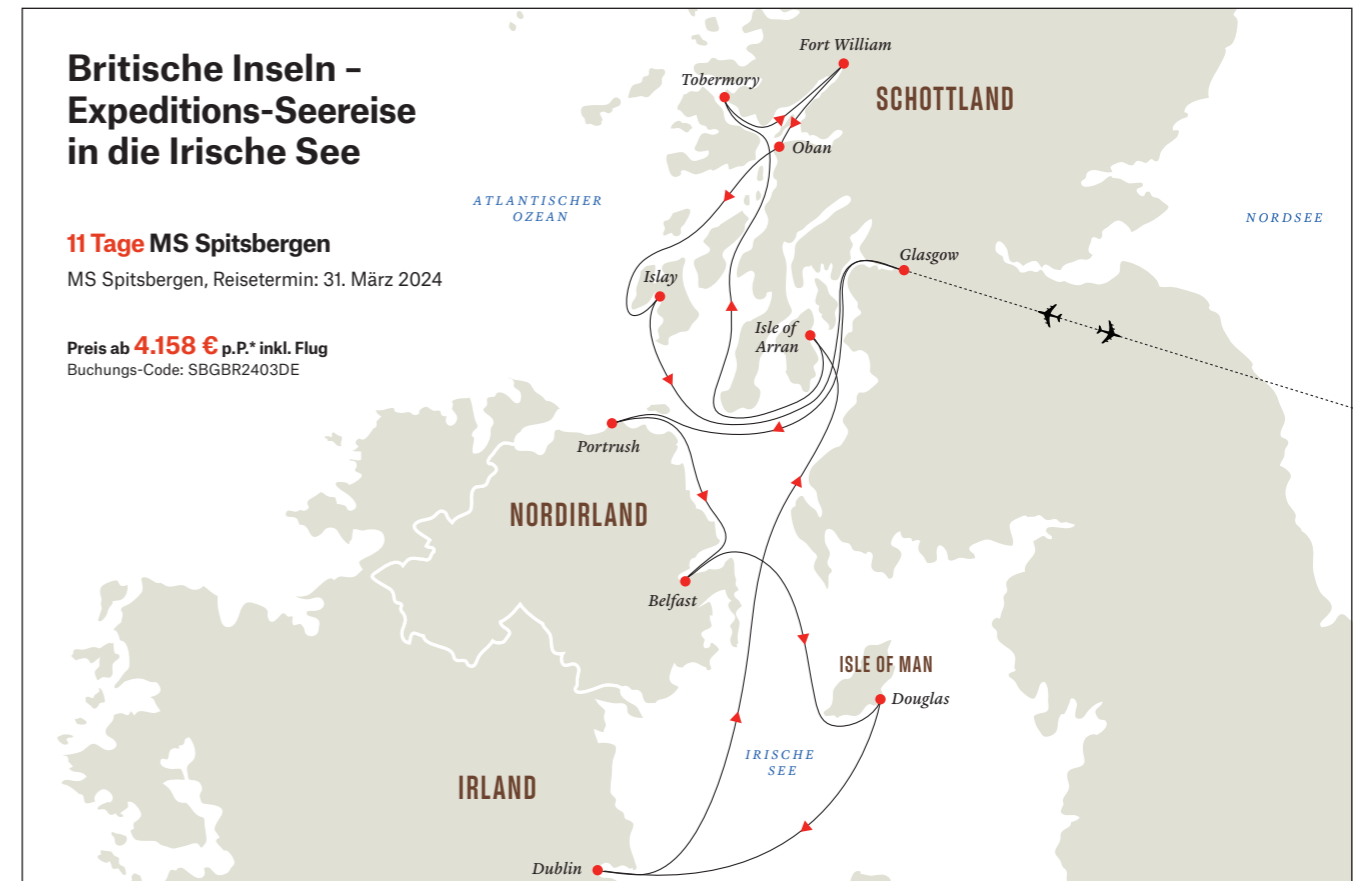 Britische Inseln –
Expeditions-Seereise
in die Irische See
11 Tage MS Spitsbergen
MS Spitsbergen, Reisetermin: 31. März 2024
Preis ab 4.158 € p.P.* inkl. Flug
Buchungs-Code: SBGBR2403DE
Fort William
Tobermory
SCHOTTLAND
Oban
ATLANTISCHER
OZEAN
NORDSEE
Glasgow
Islay
Isle of
Arran
Portrush
NORDIRLAND
Belfast
ISLE OF MAN
Douglas
IRISCHE
SEE
IRLAND
Dublin